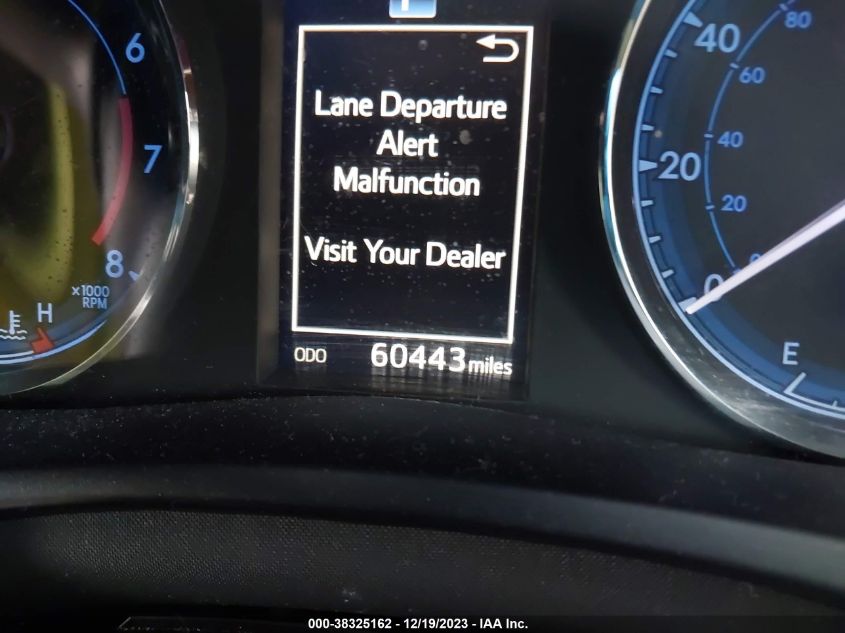 6
7
8
x1000
RPM
H
P
Lane Departure
Alert
Malfunction
Visit Your Dealer
ODO 60443 miles
40
20
0
80
60
40
20
0
E
000-38325162 - 12/19/2023 - IAA Inc.